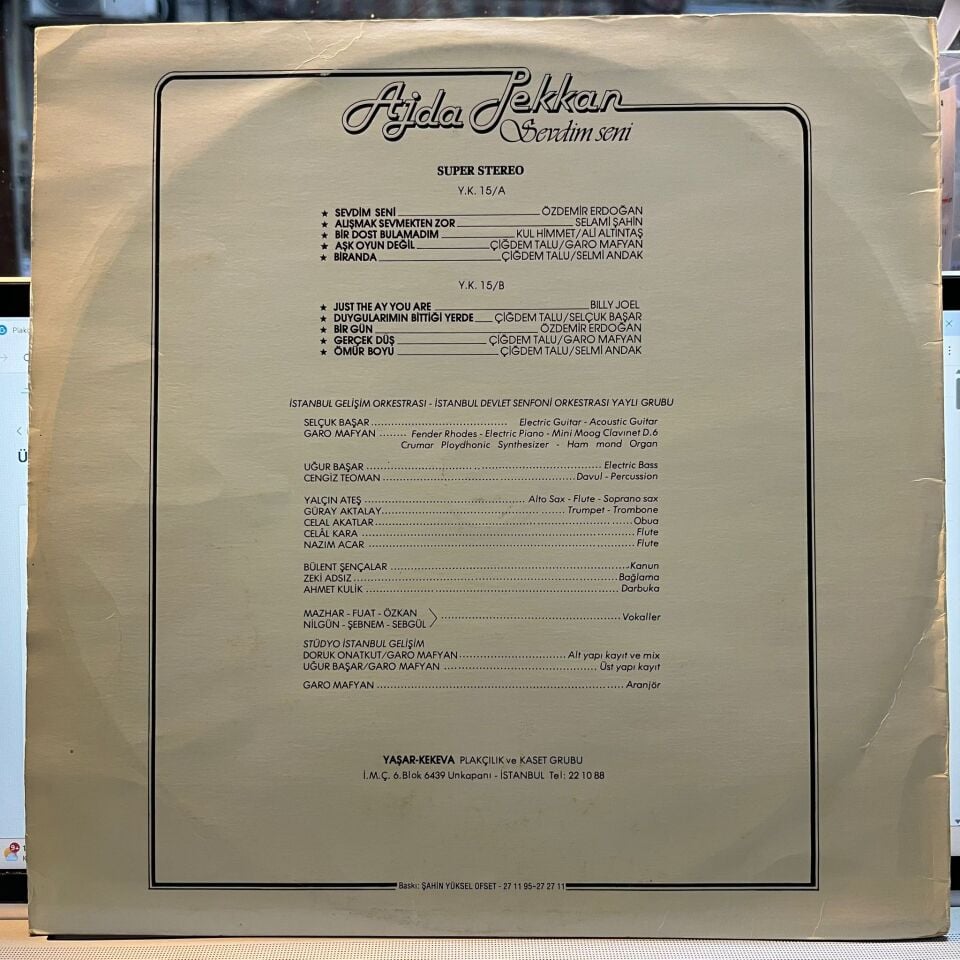 Ajda Pekkan
Sevdim seni
SUPER STEREO
Y.K. 15/A
★ SEVDİM SENİ ÖZDEMİR ERDOĞAN
★ ALIŞMAK SEVMEKTEN ZOR SELAMİ ŞAHİN
★ BİR DOST BULAMADIM KUL HİMMET/ALİ ALTINTAŞ
★ AŞK OYUN DEĞİL ÇİĞDEM TALU/GARO MAFYAN
★ BİRANDA ÇİĞDEM TALU/SELMİ ANDAK
Y.K. 15/B
★ JUST THE AY YOU ARE BILLY JOEL
★ DUYGULARIMIN BİTTİĞİ YERDE ÇİĞDEM TALU/SELÇUK BAŞAR
★ BİR GÜN ÖZDEMİR ERDOĞAN
★ GERÇEK DÜŞ ÇİĞDEM TALU/GARO MAFYAN
★ ÖMÜR BOYU ÇİĞDEM TALU/SELMİ ANDAK
İSTANBUL GELİŞİM ORKESTRASI - İSTANBUL DEVLET SENFONİ ORKESTRASI YAYLI GRUBU
SELÇUK BAŞAR Electric Guitar - Acoustic Guitar
GARO MAFYAN Fender Rhodes - Electric Piano - Mini Moog Clavınet D.6
Crumar Ploydhonic Synthesizer - Ham mond Organ
UĞUR BAŞAR Electric Bass
CENGİZ TEOMAN Davul - Percussion
YALÇIN ATEŞ Alto Sax - Flute - Soprano sax
GÜRAY AKTALAY Trumpet - Trombone
CELAL AKATLAR Obua
CELÂL KARA Flute
NAZIM ACAR Flute
BÜLENT ŞENÇALAR Kanun
ZEKİ ADSIZ Bağlama
AHMET KULİK Darbuka
MAZHAR - FUAT - ÖZKAN
NİLGÜN - ŞEBNEM - SEBGÜL Vokaller
STÜDYO İSTANBUL GELİŞİM
DORUK ONATKUT/GARO MAFYAN Alt yapı kayıt ve mix
UĞUR BAŞAR/GARO MAFYAN Üst yapı kayıt
GARO MAFYAN Aranjör
YAŞAR-KEKEVA PLAKÇILIK ve KASET GRUBU
İ.M.Ç. 6.Blok 6439 Unkapanı - İSTANBUL Tel: 22 10 88
Baskı: ŞAHİN YÜKSEL OFSET - 27 11 95-27 27 11